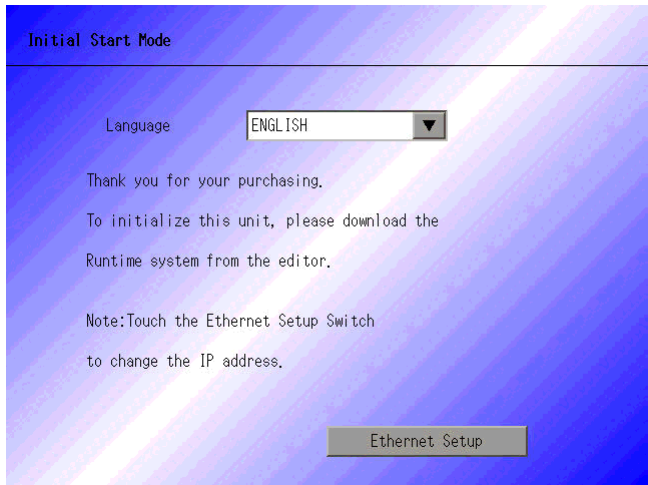 Initial Start Mode
Language ENGLISH ▼
Thank you for your purchasing.
To initialize this unit, please download the
Runtime system from the editor.
Note:Touch the Ethernet Setup Switch
to change the IP address.
Ethernet Setup